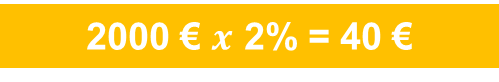 2000 € x 2% = 40 €